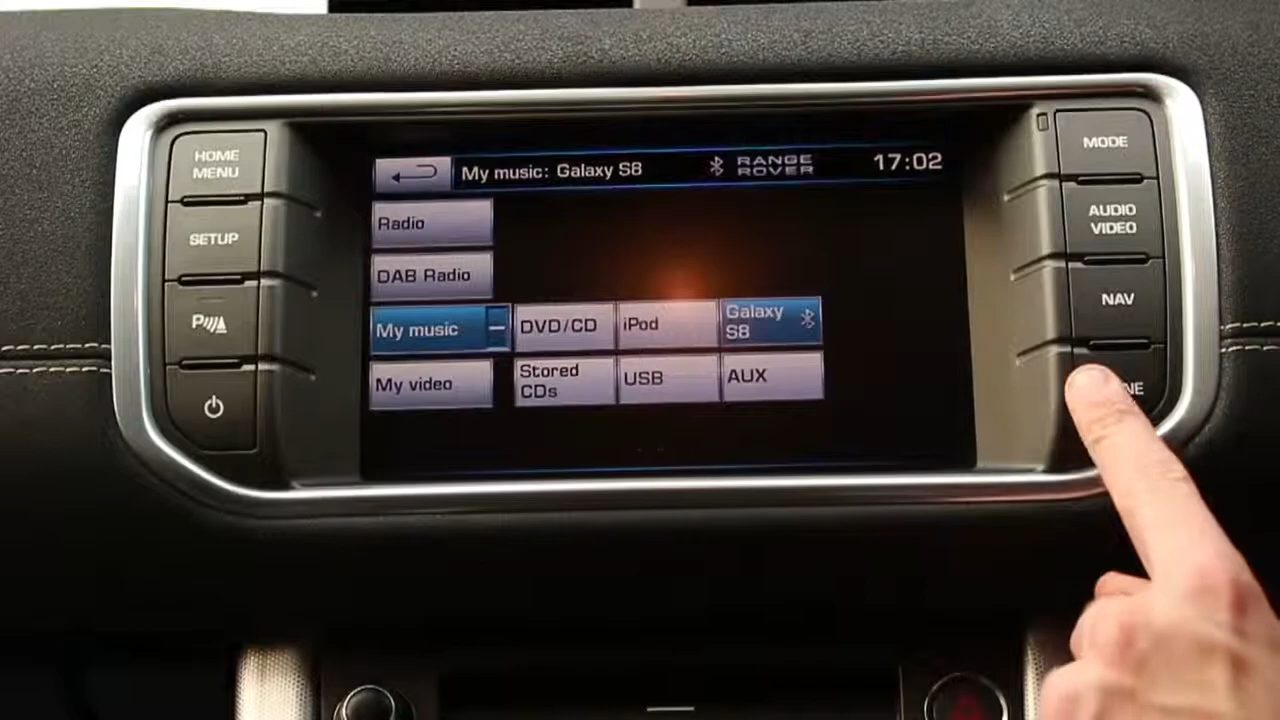 HOME
MENU
SETUP
My music: Galaxy S8
RANGE
ROVER
17:02
Radio
DAB Radio
My music
DVD/CD
iPod
Galaxy
S8
My video
Stored
CDs
USB
AUX
MODE
AUDIO
VIDEO
NAV